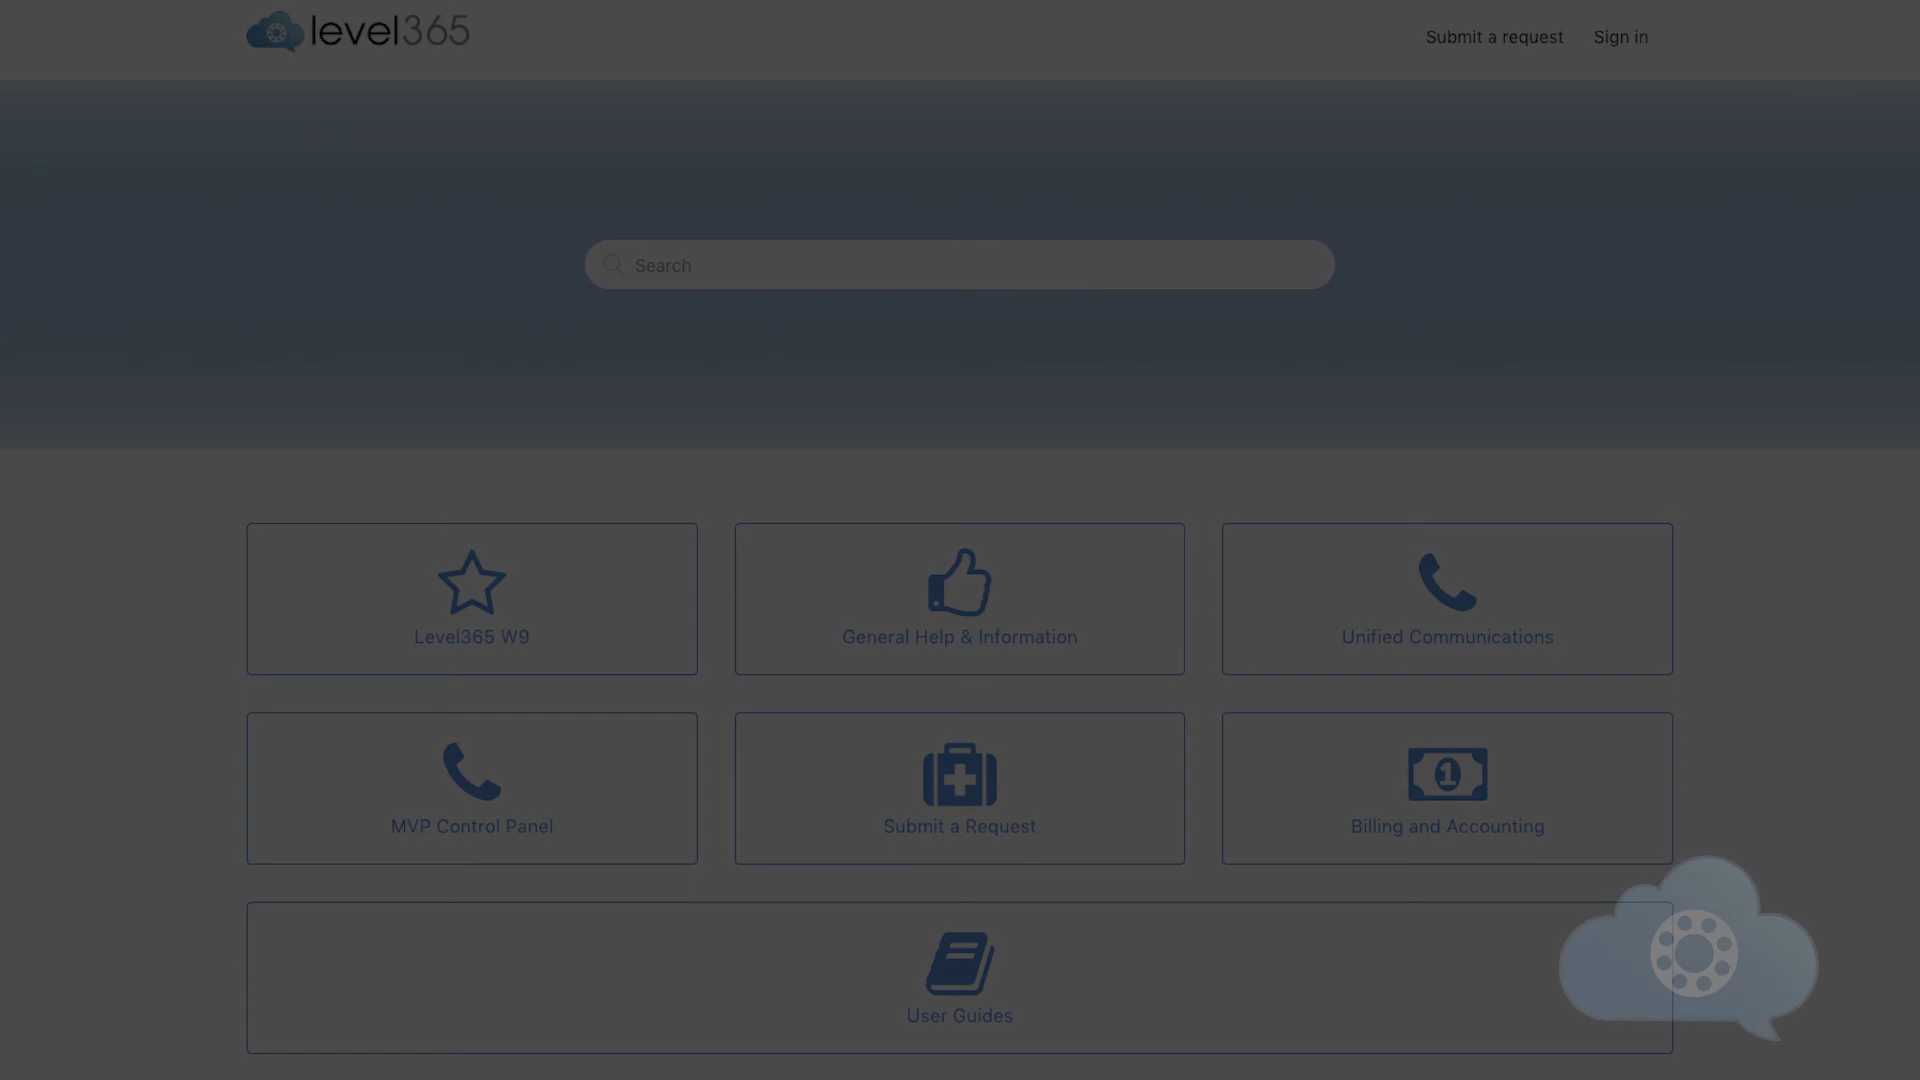 level365
Submit a request
Sign in
Search
Level365 W9
General Help & Information
Unified Communications
MVP Control Panel
Submit a Request
1
Billing and Accounting
User Guides